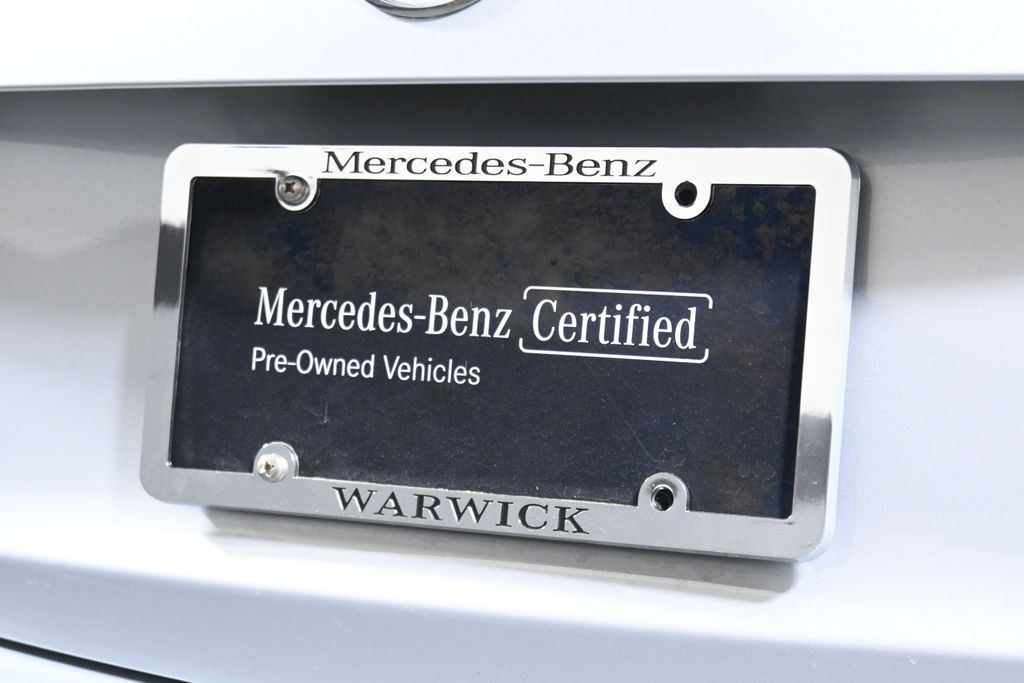 Mercedes-Benz
Mercedes-Benz Certified
Pre-Owned Vehicles
WARWICK